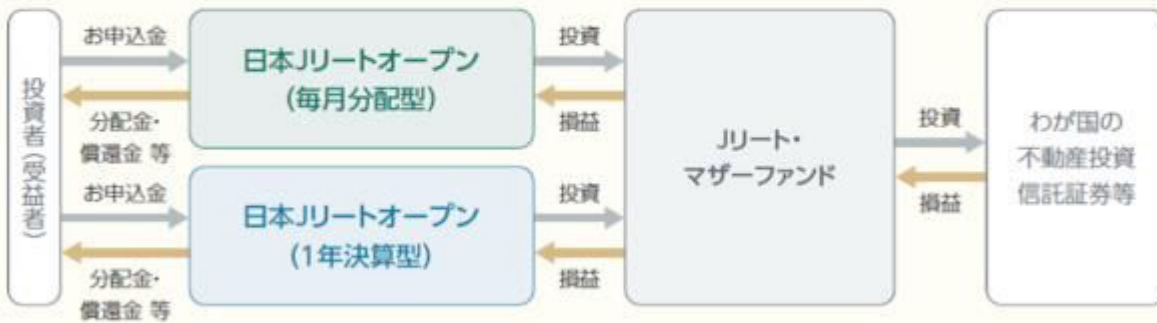 投資者(受益者)
お申込金
分配金・
償還金 等
お申込金
分配金・
償還金 等
日本Jリートオープン
(毎月分配型)
日本Jリートオープン
(1年決算型)
投資
損益
投資
損益
Jリート・
マザーファンド
投資
損益
わが国の
不動産投資
信託証券等